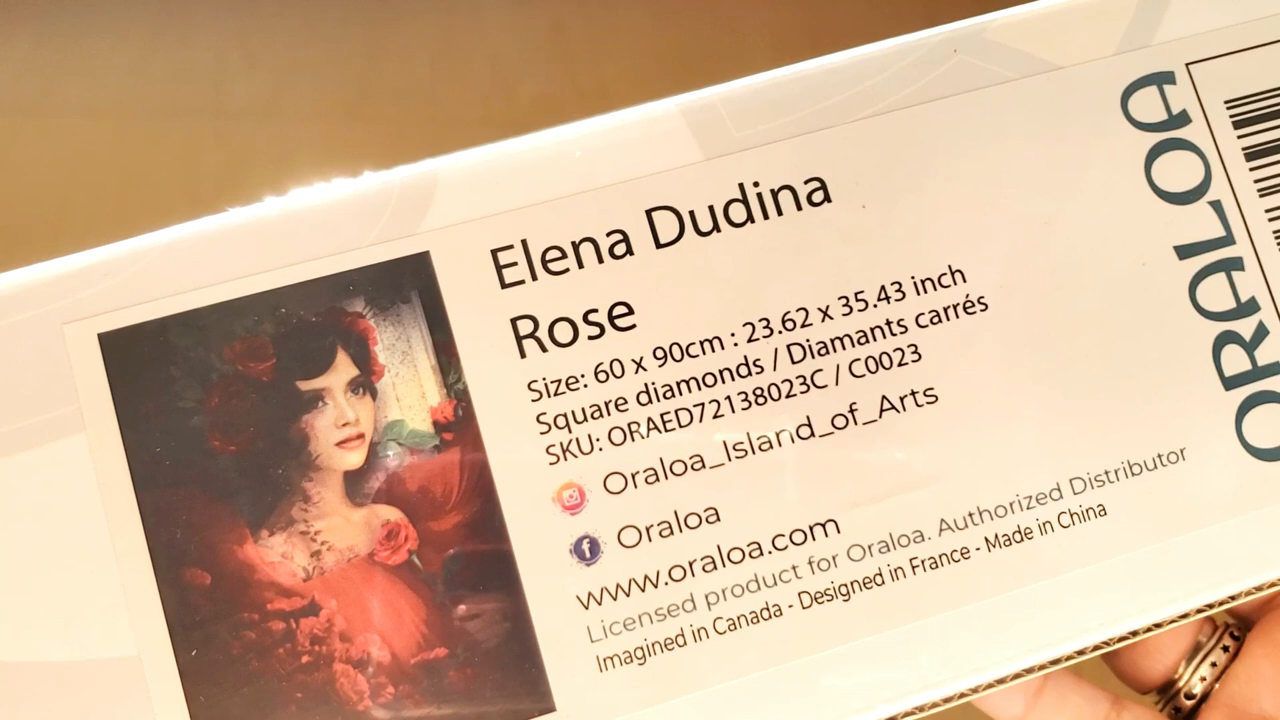 Elena Dudina
Rose
Size: 60 x 90cm : 23.62 x 35.43 inch
Square diamonds / Diamants carrés
SKU: ORAED72138023C / C0023
Oraloa_Island_of_Arts
Oraloa
www.oraloa.com
Licensed product for Oraloa. Authorized Distributor
Imagined in Canada - Designed in France - Made in China
ORALOA